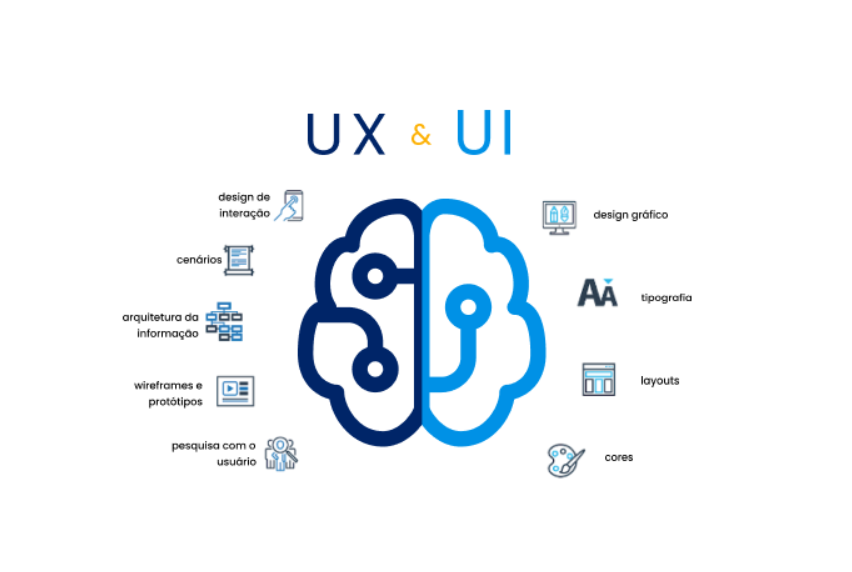 UX & UI
design de
interação
cenários
arquitetura da
informação
wireframes e
protótipos
pesquisa com o
usuário
design gráfico
AA
tipografia
layouts
cores